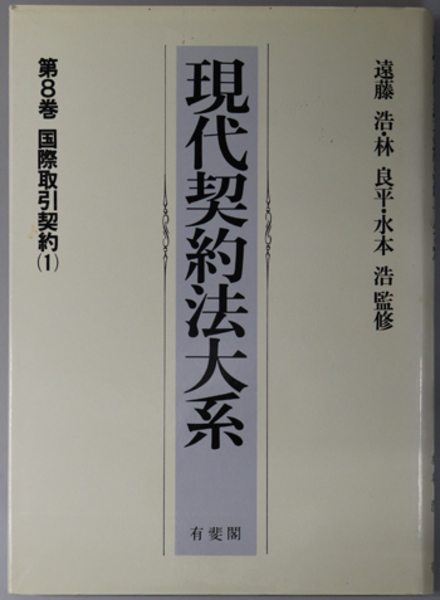 遠藤 浩・林 良平・水本 浩 監修
現代契約法大系
第8巻 国際取引契約(1)
有斐閣